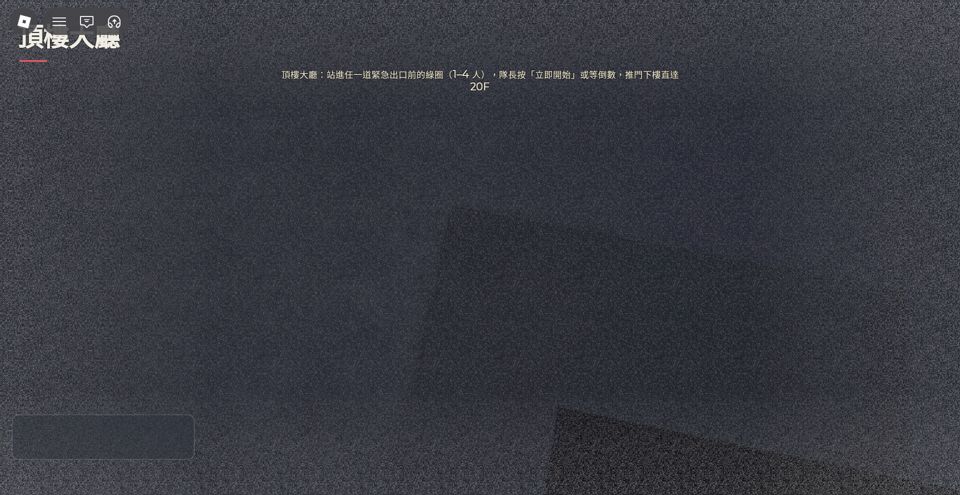 頂樓大廳
頂樓大廳：站進任一道緊急出口前的綠圈（1–4 人），隊長按「立即開始」或等倒數，推門下樓直達
20F